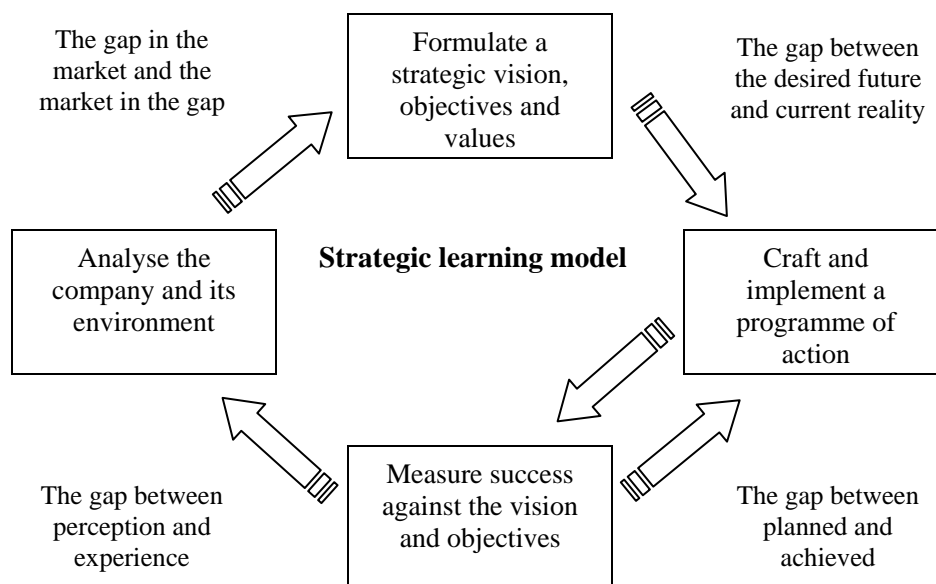 The gap in the
market and the
market in the gap
Formulate a
strategic vision,
objectives and
values
The gap between
the desired future
and current reality
Analyse the
company and its
environment
Strategic learning model
Craft and
implement a
programme of
action
The gap between
perception and
experience
Measure success
against the vision
and objectives
The gap between
planned and
achieved